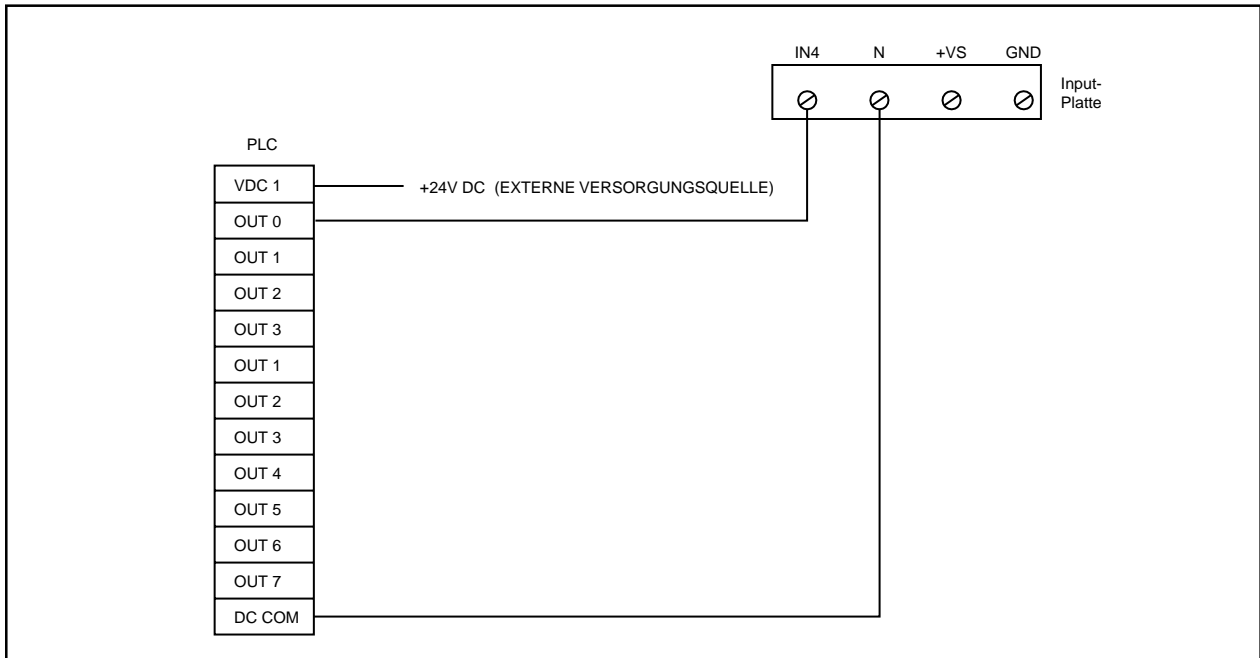 IN4 N +VS GND
Input-
Platte
PLC
VDC 1
+24V DC (EXTERNE VERSORGUNGSQUELLE)
OUT 0
OUT 1
OUT 2
OUT 3
OUT 1
OUT 2
OUT 3
OUT 4
OUT 5
OUT 6
OUT 7
DC COM